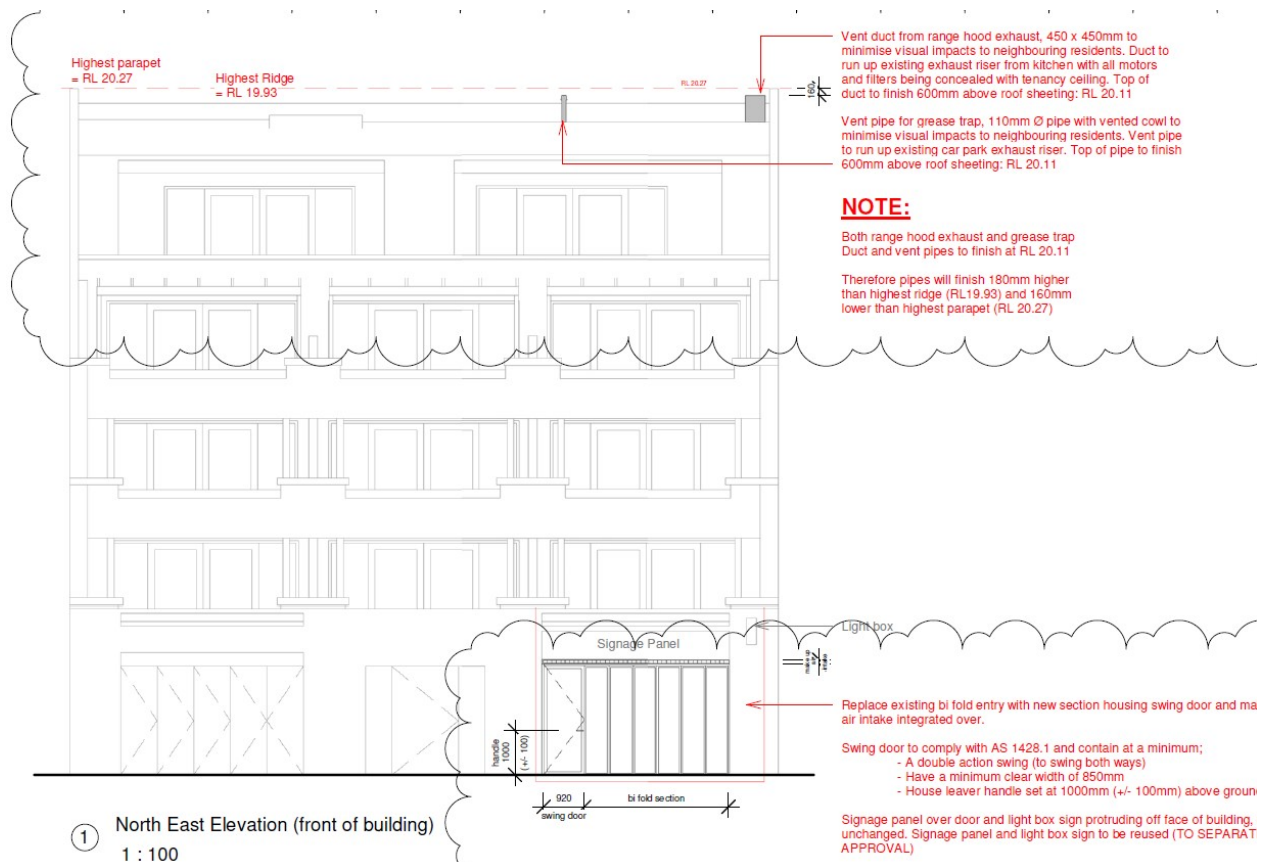 Highest parapet
= RL 20.27
Highest Ridge
= RL 19.93
RL 20.27
160
Vent duct from range hood exhaust, 450 x 450mm to
minimise visual impacts to neighbouring residents. Duct to
run up existing exhaust riser from kitchen with all motors
and filters being concealed with tenancy ceiling. Top of
duct to finish 600mm above roof sheeting: RL 20.11
Vent pipe for grease trap, 110mm Ø pipe with vented cowl to
minimise visual impacts to neighbouring residents. Vent pipe
to run up existing car park exhaust riser. Top of pipe to finish
600mm above roof sheeting: RL 20.11
NOTE:
Both range hood exhaust and grease trap
Duct and vent pipes to finish at RL 20.11
Therefore pipes will finish 180mm higher
than highest ridge (RL19.93) and 160mm
lower than highest parapet (RL 20.27)
Light box
Signage Panel
make up
air
intake
Replace existing bi fold entry with new section housing swing door and ma
air intake integrated over.
Swing door to comply with AS 1428.1 and contain at a minimum;
- A double action swing (to swing both ways)
- Have a minimum clear width of 850mm
- House leaver handle set at 1000mm (+/- 100mm) above groun
handle
1000
(+/- 100)
920
bi fold section
swing door
Signage panel over door and light box sign protruding off face of building,
unchanged. Signage panel and light box sign to be reused (TO SEPARAT
APPROVAL)
1
North East Elevation (front of building)
1 : 100